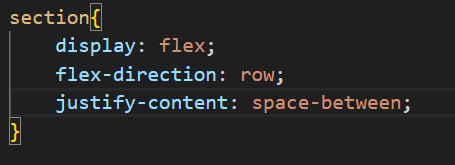 section{
    display: flex;
    flex-direction: row;
    justify-content: space-between;
}